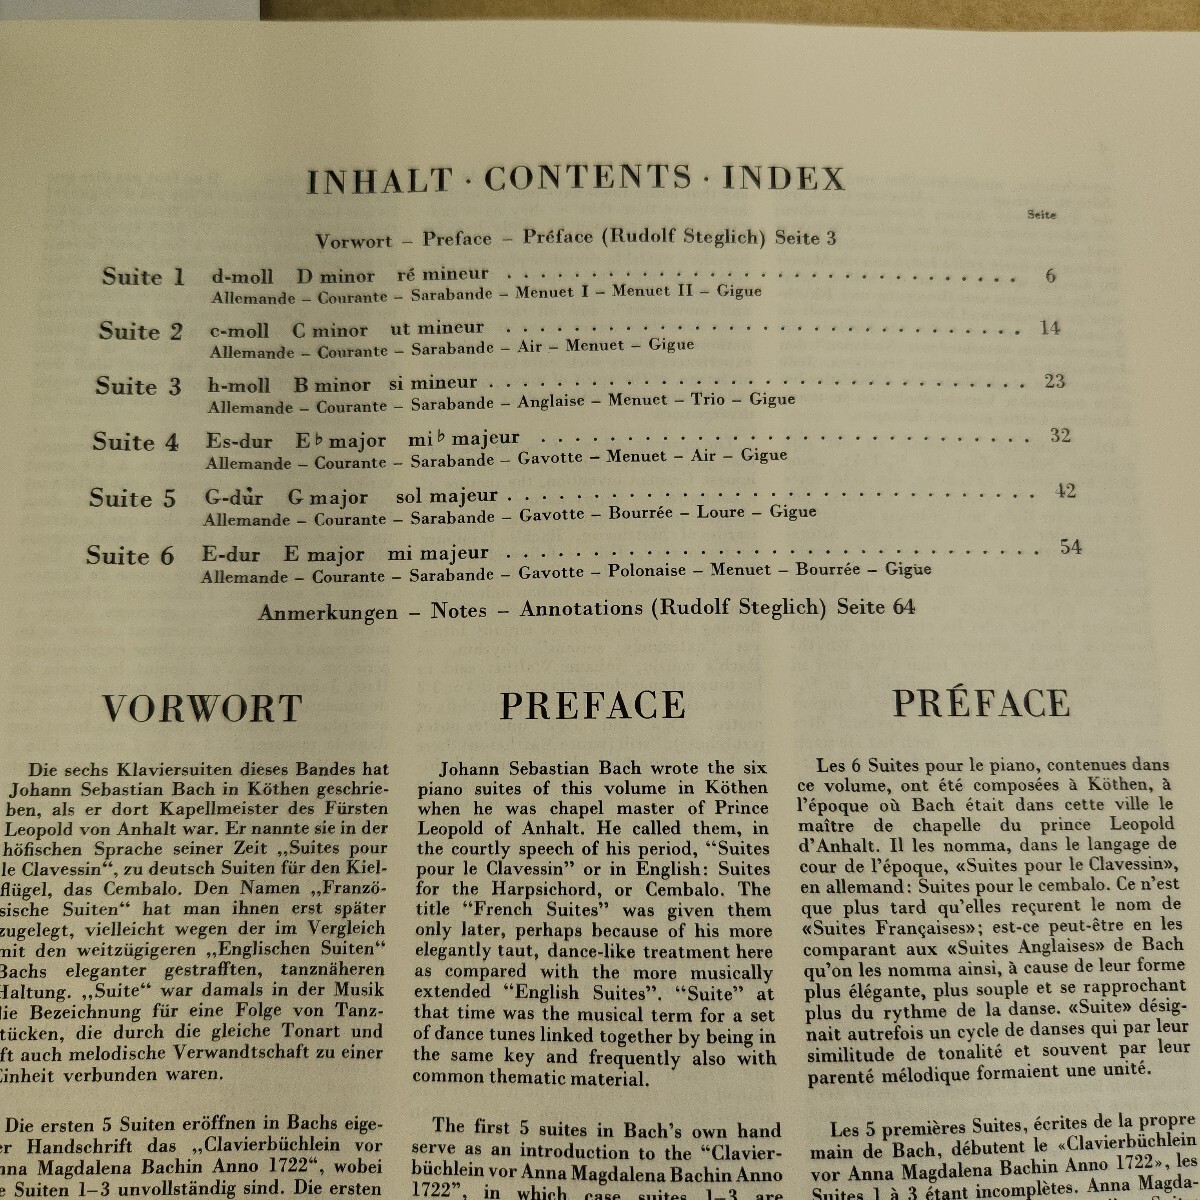 INHALT · CONTENTS · INDEX
Seite
Vorwort – Preface – Préface (Rudolf Steglich) Seite 3
Suite 1 d-moll D minor ré mineur . . . . . . . . . . . . . . . . . . . . . . . . . . . . 6
Allemande – Courante – Sarabande – Menuet I – Menuet II – Gigue
Suite 2 c-moll C minor ut mineur . . . . . . . . . . . . . . . . . . . . . . . . . . . . 14
Allemande – Courante – Sarabande – Air – Menuet – Gigue
Suite 3 h-moll B minor si mineur . . . . . . . . . . . . . . . . . . . . . . . . . . . . . 23
Allemande – Courante – Sarabande – Anglaise – Menuet – Trio – Gigue
Suite 4 Es-dur E♭ major mi♭ majeur . . . . . . . . . . . . . . . . . . . . . . . . . . . 32
Allemande – Courante – Sarabande – Gavotte – Menuet – Air – Gigue
Suite 5 G-dur G major sol majeur . . . . . . . . . . . . . . . . . . . . . . . . . . . . . 42
Allemande – Courante – Sarabande – Gavotte – Bourrée – Loure – Gigue
Suite 6 E-dur E major mi majeur . . . . . . . . . . . . . . . . . . . . . . . . . . . . . 54
Allemande – Courante – Sarabande – Gavotte – Polonaise – Menuet – Bourrée – Gigue
Anmerkungen – Notes – Annotations (Rudolf Steglich) Seite 64
VORWORT
Die sechs Klaviersuiten dieses Bandes hat
Johann Sebastian Bach in Köthen geschrie-
ben, als er dort Kapellmeister des Fürsten
Leopold von Anhalt war. Er nannte sie in der
höfischen Sprache seiner Zeit „Suites pour
le Clavessin“, zu deutsch Suiten für den Kiel-
flügel, das Cembalo. Den Namen „Franzö-
sische Suiten“ hat man ihnen erst später
zugelegt, vielleicht wegen der im Vergleich
mit den weitzügigeren „Englischen Suiten“
Bachs eleganter gestrafften, tanznäheren
Haltung. „Suite“ war damals in der Musik
die Bezeichnung für eine Folge von Tanz-
tücken, die durch die gleiche Tonart und
ft auch melodische Verwandtschaft zu einer
Einheit verbunden waren.
Die ersten 5 Suiten eröffnen in Bachs eige-
er Handschrift das „Clavierbüchlein vor
nna Magdalena Bachin Anno 1722“, wobei
e Suiten 1–3 unvollständig sind. Die ersten
PREFACE
Johann Sebastian Bach wrote the six
piano suites of this volume in Köthen
when he was chapel master of Prince
Leopold of Anhalt. He called them, in
the courtly speech of his period, “Suites
pour le Clavessin” or in English: Suites
for the Harpsichord, or Cembalo. The
title “French Suites” was given them
only later, perhaps because of his more
elegantly taut, dance-like treatment here
as compared with the more musically
extended “English Suites”. “Suite” at
that time was the musical term for a set
of dance tunes linked together by being in
the same key and frequently also with
common thematic material.
The first 5 suites in Bach's own hand
serve as an introduction to the “Clavier-
büchlein vor Anna Magdalena Bachin Anno
1722”, in which case suites 1–3 are
PRÉFACE
Les 6 Suites pour le piano, contenues dans
ce volume, ont été composées à Köthen, à
l'époque où Bach était dans cette ville le
maître de chapelle du prince Leopold
d'Anhalt. Il les nomma, dans le langage de
cour de l'époque, «Suites pour le Clavessin»,
en allemand: Suites pour le cembalo. Ce n'est
que plus tard qu'elles reçurent le nom de
«Suites Françaises»; est-ce peut-être en les
comparant aux «Suites Anglaises» de Bach
qu'on les nomma ainsi, à cause de leur forme
plus élégante, plus souple et se rapprochant
plus du rythme de la danse. «Suite» désig-
nait autrefois un cycle de danses qui par leur
similitude de tonalité et souvent par leur
parenté mélodique formaient une unité.
Les 5 premières Suites, écrites de la propre
main de Bach, débutent le «Clavierbüchlein
vor Anna Magdalena Bachin Anno 1722», les
Suites 1 à 3 étant incomplètes. Anna Magda-